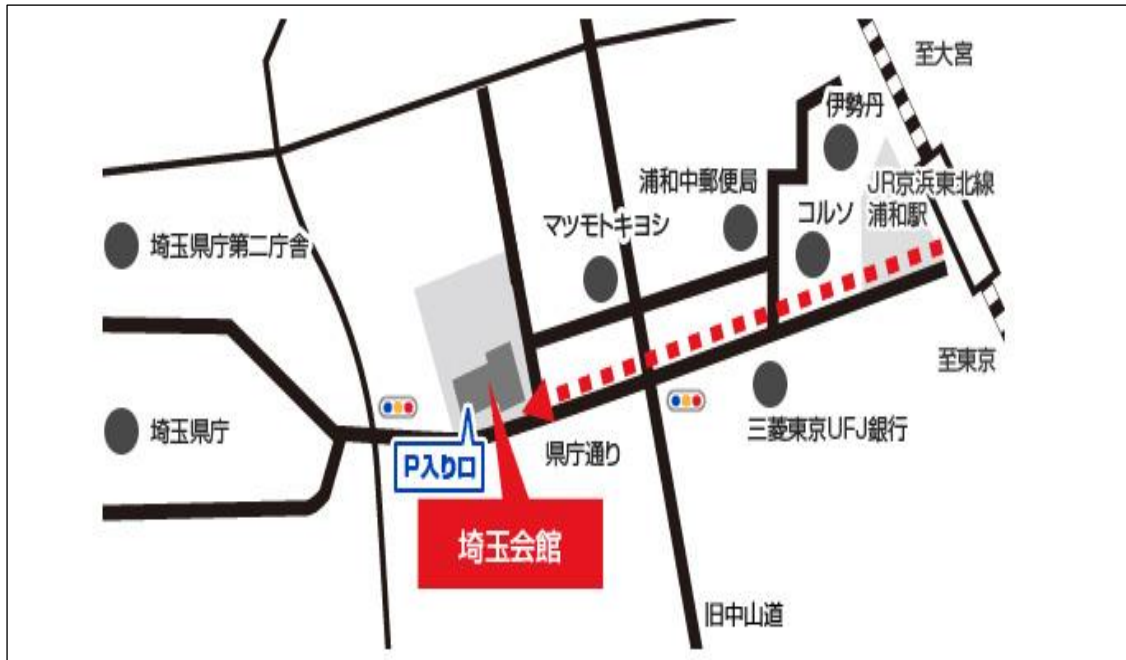 至大宮
伊勢丹
浦和中郵便局
JR京浜東北線
浦和駅
コルソ
マツモトキヨシ
埼玉県庁第二庁舎
至東京
埼玉県庁
三菱東京UFJ銀行
県庁通り
P入り口
埼玉会館
旧中山道